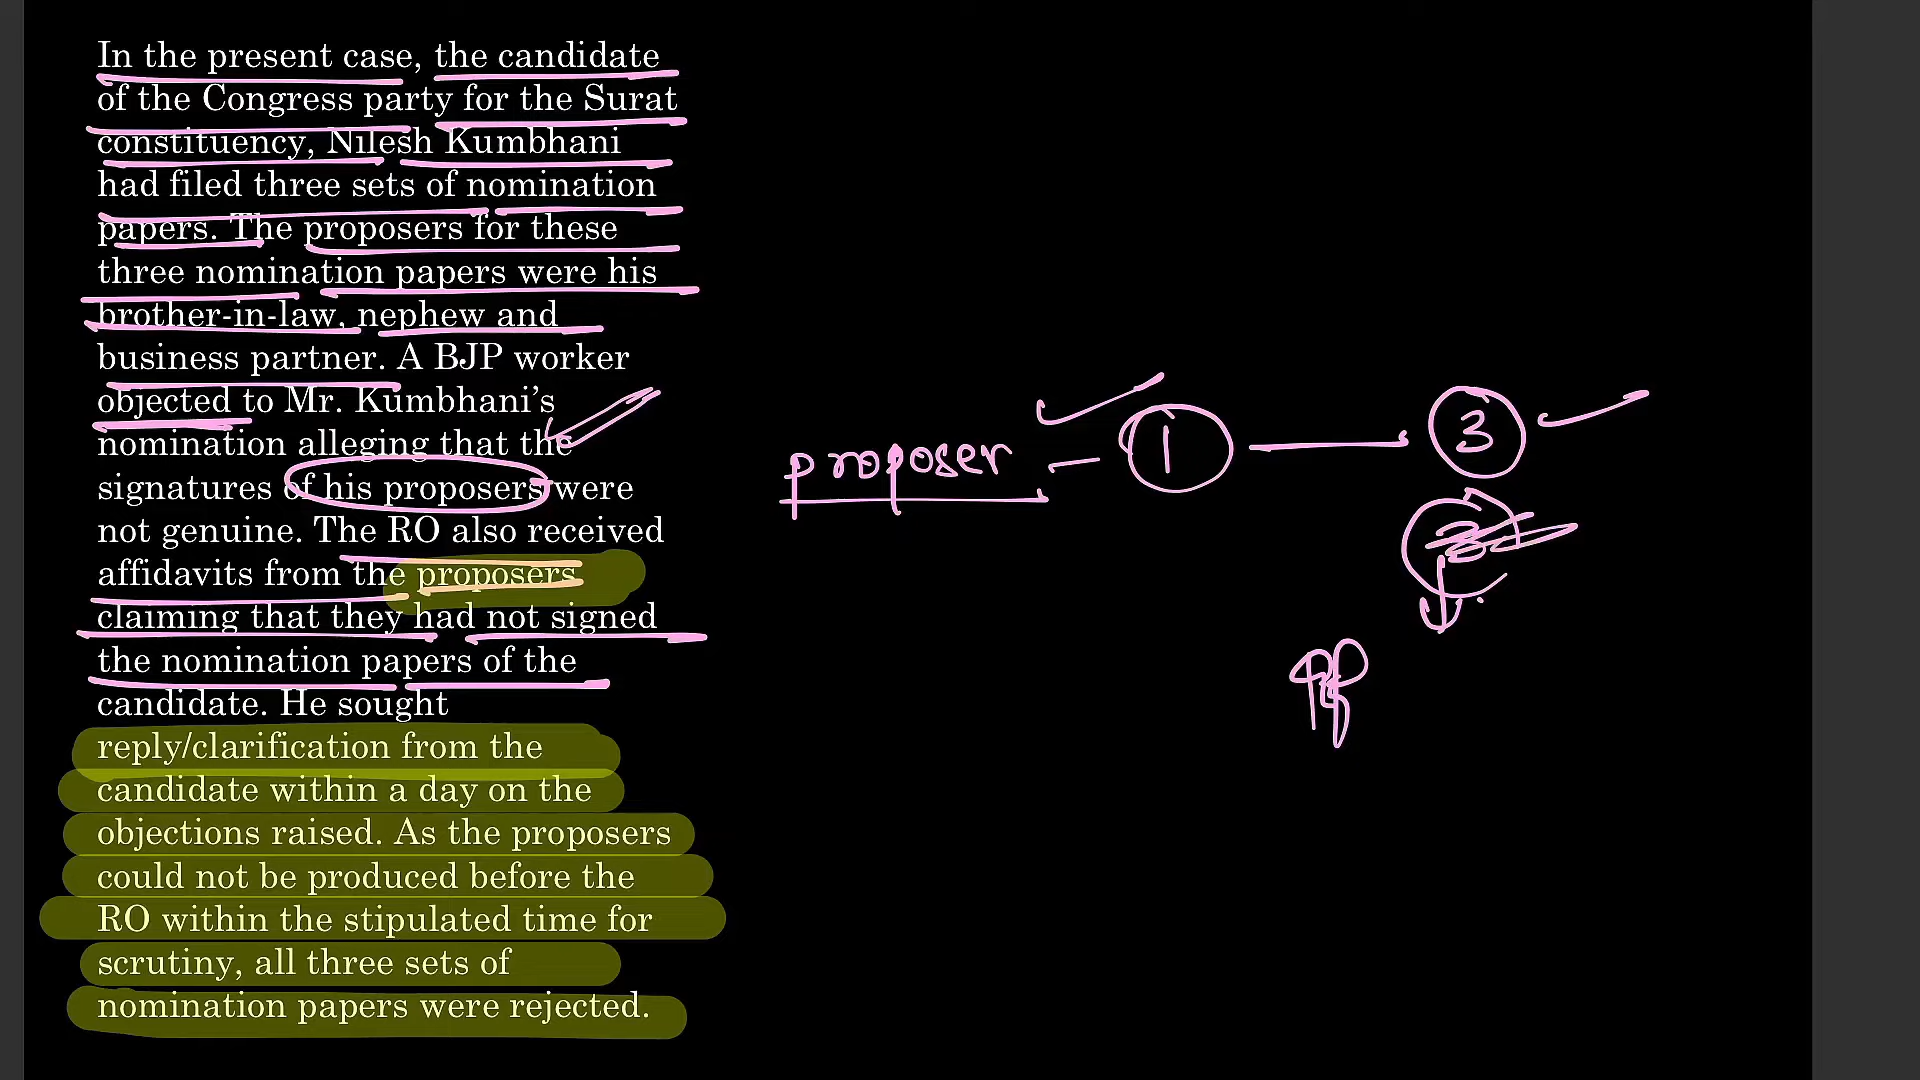 In the present case, the candidate
of the Congress party for the Surat
constituency, Nilesh Kumbhani
had filed three sets of nomination
papers. The proposers for these
three nomination papers were his
brother-in-law, nephew and
business partner. A BJP worker
objected to Mr. Kumbhani’s
nomination alleging that the
signatures of his proposers were
not genuine. The RO also received
affidavits from the proposers
claiming that they had not signed
the nomination papers of the
candidate. He sought
reply/clarification from the
candidate within a day on the
objections raised. As the proposers
could not be produced before the
RO within the stipulated time for
scrutiny, all three sets of
nomination papers were rejected.
proposer 1 3